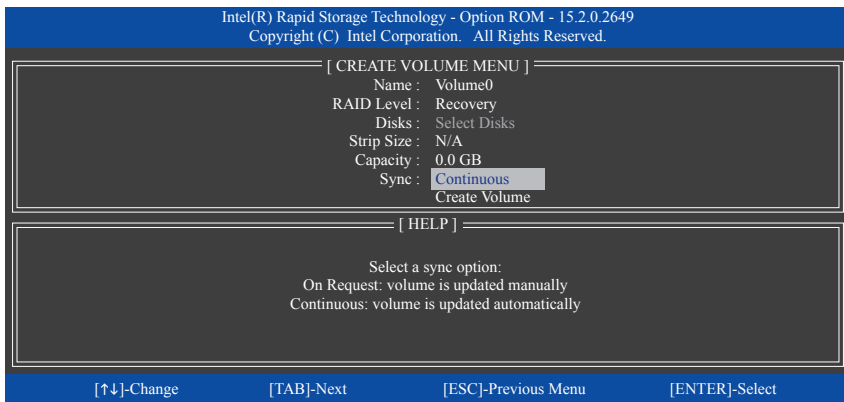 Intel(R) Rapid Storage Technology - Option ROM - 15.2.0.2649
Copyright (C) Intel Corporation. All Rights Reserved.
[ CREATE VOLUME MENU ]
Name : Volume0
RAID Level : Recovery
Disks : Select Disks
Strip Size : N/A
Capacity : 0.0 GB
Sync : Continuous
Create Volume
[ HELP ]
Select a sync option:
On Request: volume is updated manually
Continuous: volume is updated automatically
[↑↓]-Change [TAB]-Next [ESC]-Previous Menu [ENTER]-Select